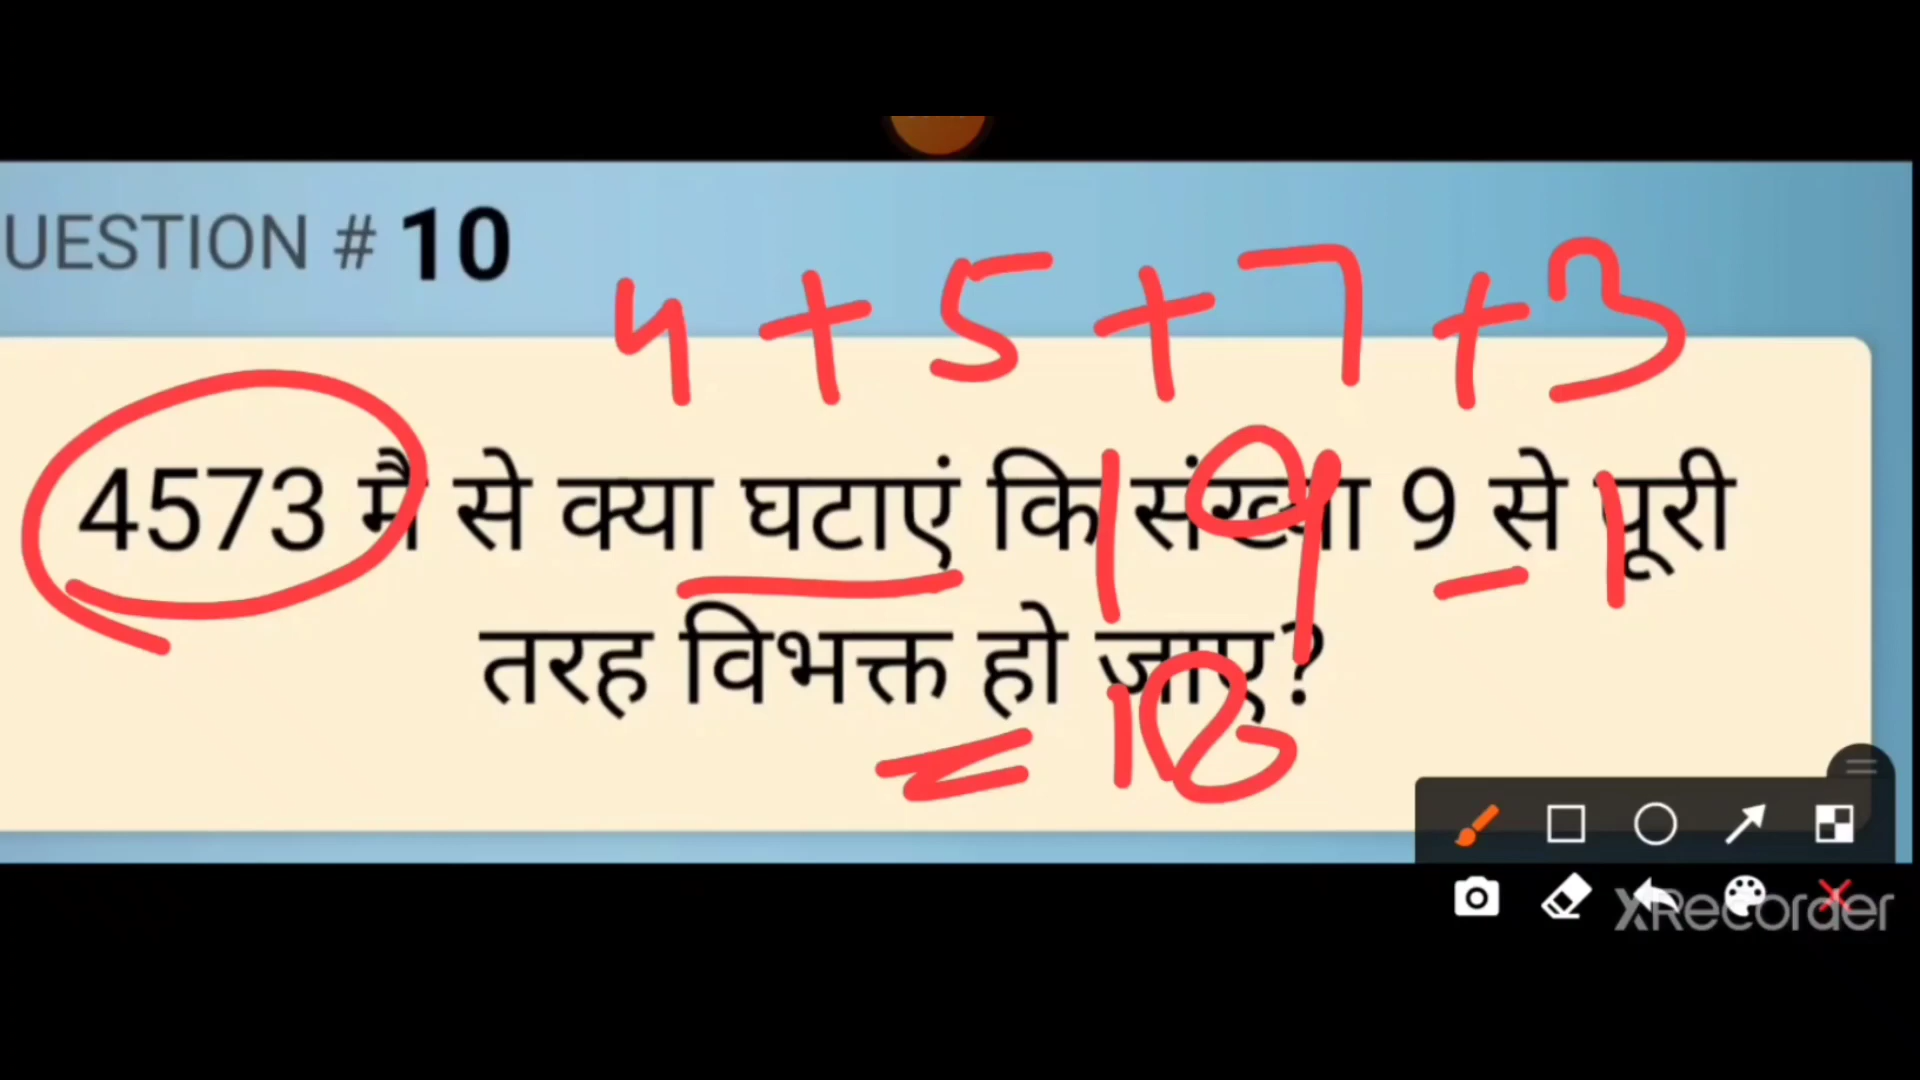 UESTION # 10
4+5+7+3
4573 मै से क्या घटाएं कि संख्या 9 से पूरी
19 - 1
तरह विभक्त हो जाए?
= 18
XRecorder